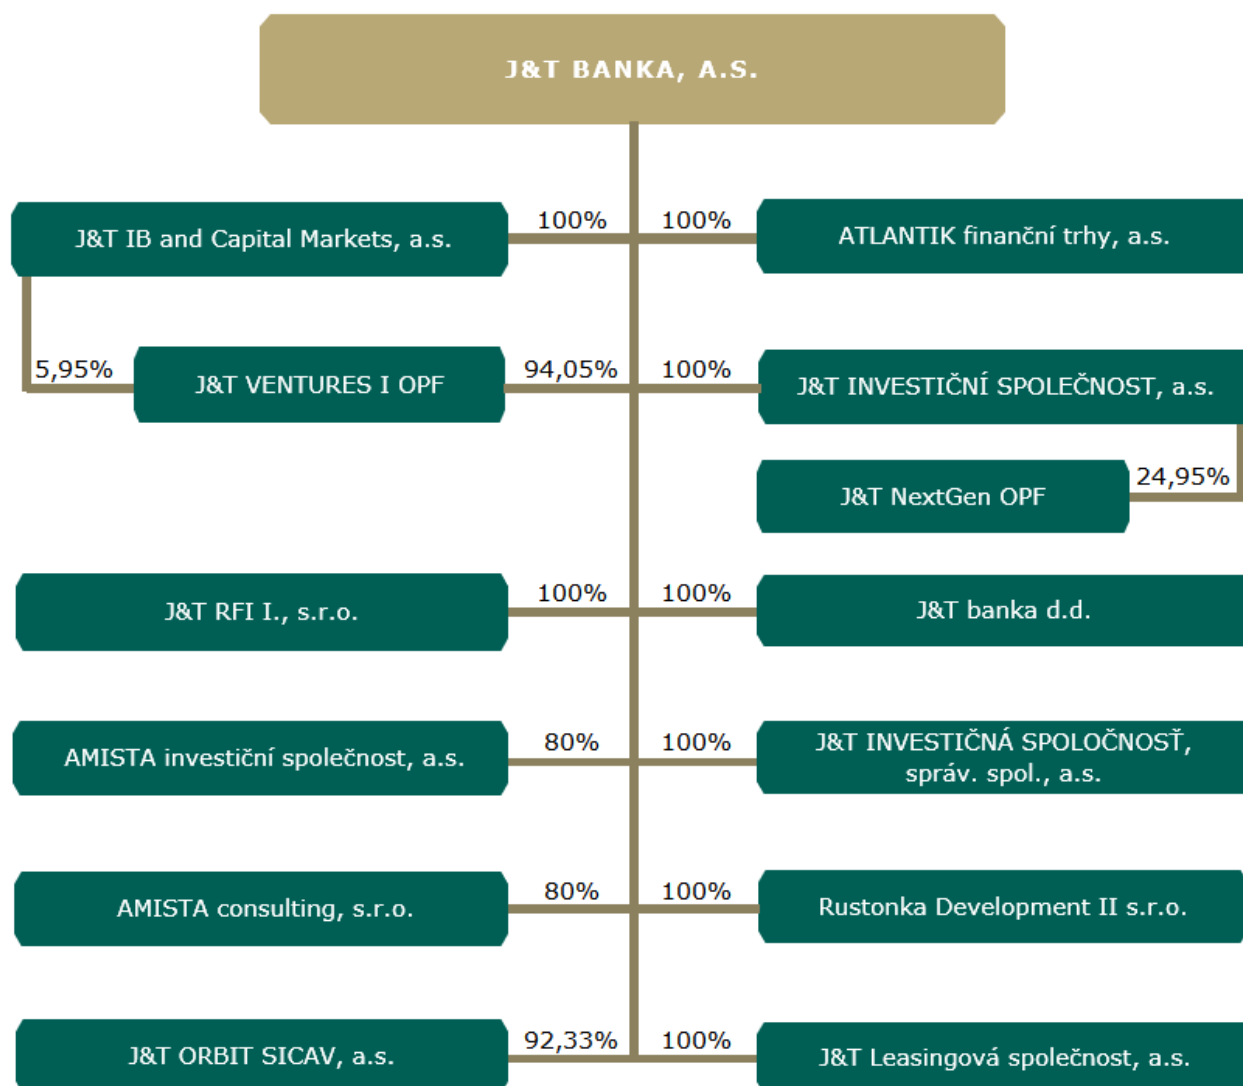 J&T BANKA, A.S.
J&T IB and Capital Markets, a.s.
100%
100%
ATLANTIK finanční trhy, a.s.
5,95%
J&T VENTURES I OPF
94,05%
100%
J&T INVESTIČNÍ SPOLEČNOST, a.s.
J&T NextGen OPF
24,95%
J&T RFI I., s.r.o.
100%
100%
J&T banka d.d.
AMISTA investiční společnost, a.s.
80%
100%
J&T INVESTIČNÁ SPOLOČNOSŤ,
správ. spol., a.s.
AMISTA consulting, s.r.o.
80%
100%
Rustonka Development II s.r.o.
J&T ORBIT SICAV, a.s.
92,33%
100%
J&T Leasingová společnost, a.s.